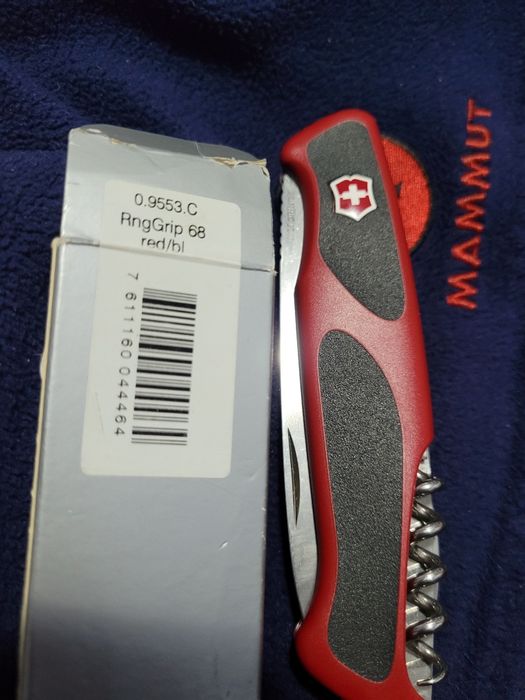 0.9553.C
RngGrip 68
red/bl
7 611160 044464
MAMMUT